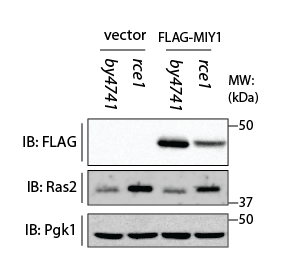 vector FLAG-MIY1
by4741 rce1 by4741 rce1
MW:
(kDa)
50
IB: FLAG
IB: Ras2
37
50
IB: Pgk1